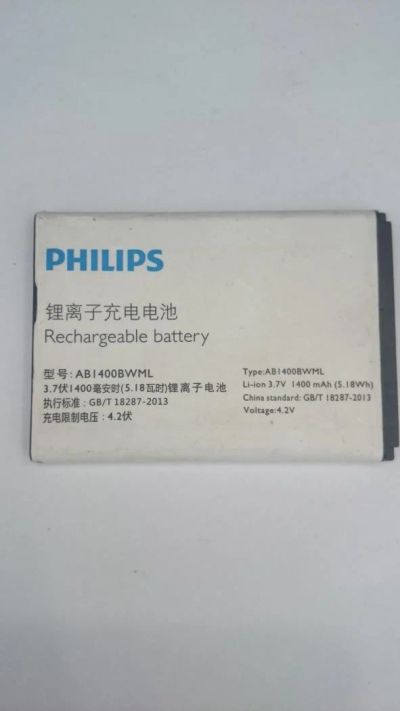 PHILIPS
锂离子充电电池
Rechargeable battery
型号: AB1400BWML
3.7伏1400毫安时(5.18瓦时)锂离子电池
执行标准: GB/T 18287-2013
充电限制电压: 4.2伏
Type:AB1400BWML
Li-ion 3.7V 1400 mAh (5.18Wh)
China standard: GB/T 18287-2013
Voltage:4.2V